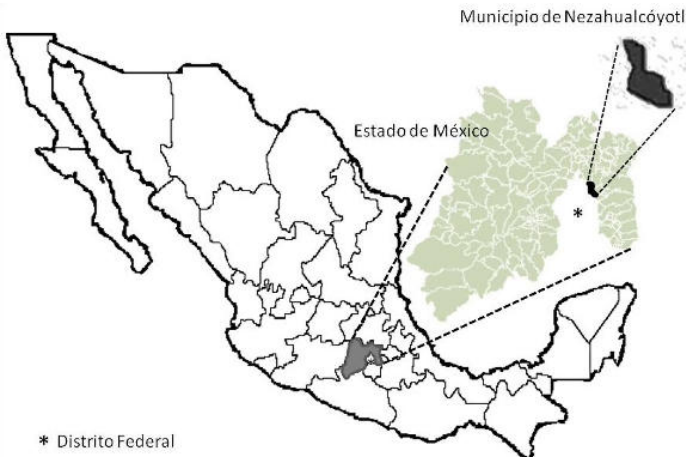 Municipio de Nezahualcóyotl
Estado de México
*
* Distrito Federal